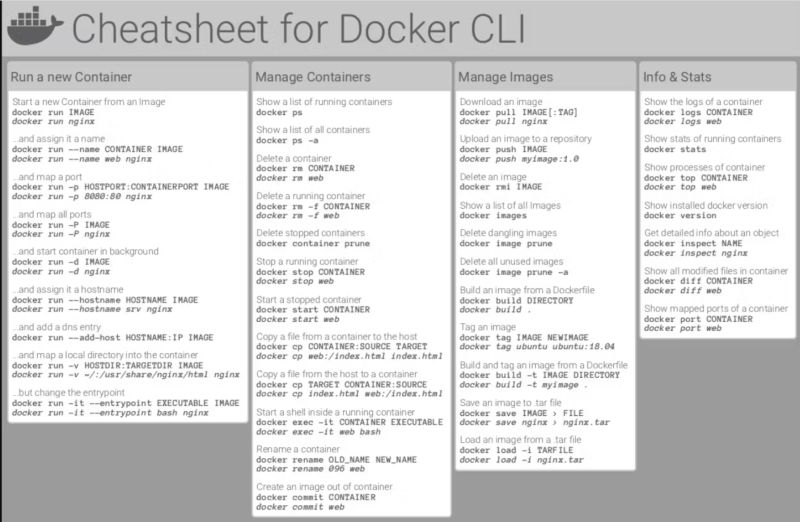 Cheatsheet for Docker CLI
Run a new Container
Start a new Container from an Image
docker run IMAGE
docker run nginx
...and assign it a name
docker run --name CONTAINER IMAGE
docker run --name web nginx
...and map a port
docker run -p HOSTPORT:CONTAINERPORT IMAGE
docker run -p 8080:80 nginx
...and map all ports
docker run -P IMAGE
docker run -P nginx
...and start container in background
docker run -d IMAGE
docker run -d nginx
...and assign it a hostname
docker run --hostname HOSTNAME IMAGE
docker run --hostname srv nginx
...and add a dns entry
docker run --add-host HOSTNAME:IP IMAGE
...and map a local directory into the container
docker run -v HOSTDIR:TARGETDIR IMAGE
docker run -v ~/:/usr/share/nginx/html nginx
...but change the entrypoint
docker run -it --entrypoint EXECUTABLE IMAGE
docker run -it --entrypoint bash nginx
Manage Containers
Show a list of running containers
docker ps
Show a list of all containers
docker ps -a
Delete a container
docker rm CONTAINER
docker rm web
Delete a running container
docker rm -f CONTAINER
docker rm -f web
Delete stopped containers
docker container prune
Stop a running container
docker stop CONTAINER
docker stop web
Start a stopped container
docker start CONTAINER
docker start web
Copy a file from a container to the host
docker cp CONTAINER:SOURCE TARGET
docker cp web:/index.html index.html
Copy a file from the host to a container
docker cp TARGET CONTAINER:SOURCE
docker cp index.html web:/index.html
Start a shell inside a running container
docker exec -it CONTAINER EXECUTABLE
docker exec -it web bash
Rename a container
docker rename OLD_NAME NEW_NAME
docker rename 096 web
Create an image out of container
docker commit CONTAINER
docker commit web
Manage Images
Download an image
docker pull IMAGE[:TAG]
docker pull nginx
Upload an image to a repository
docker push IMAGE
docker push myimage:1.0
Delete an image
docker rmi IMAGE
Show a list of all Images
docker images
Delete dangling images
docker image prune
Delete all unused images
docker image prune -a
Build an image from a Dockerfile
docker build DIRECTORY
docker build .
Tag an image
docker tag IMAGE NEWIMAGE
docker tag ubuntu ubuntu:18.04
Build and tag an image from a Dockerfile
docker build -t IMAGE DIRECTORY
docker build -t myimage .
Save an image to .tar file
docker save IMAGE > FILE
docker save nginx > nginx.tar
Load an image from a .tar file
docker load -i TARFILE
docker load -i nginx.tar
Info & Stats
Show the logs of a container
docker logs CONTAINER
docker logs web
Show stats of running containers
docker stats
Show processes of container
docker top CONTAINER
docker top web
Show installed docker version
docker version
Get detailed info about an object
docker inspect NAME
docker inspect nginx
Show all modified files in container
docker diff CONTAINER
docker diff web
Show mapped ports of a container
docker port CONTAINER
docker port web